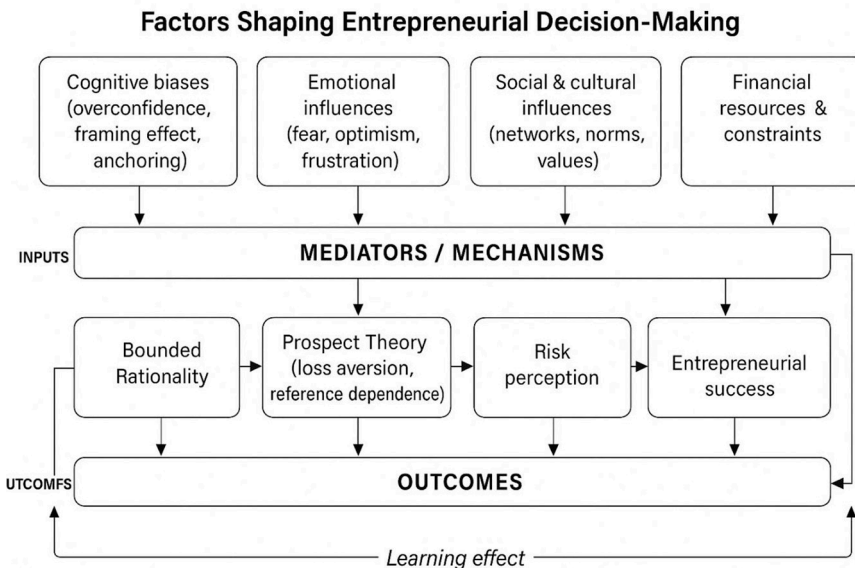 Factors Shaping Entrepreneurial Decision-Making
Cognitive biases
(overconfidence,
framing effect,
anchoring)
Emotional
influences
(fear, optimism,
frustration)
Social & cultural
influences
(networks, norms,
values)
Financial
resources &
constraints
INPUTS
MEDIATORS / MECHANISMS
Bounded
Rationality
Prospect Theory
(loss aversion,
reference dependence)
Risk
perception
Entrepreneurial
success
UTCOMFS
OUTCOMES
Learning effect